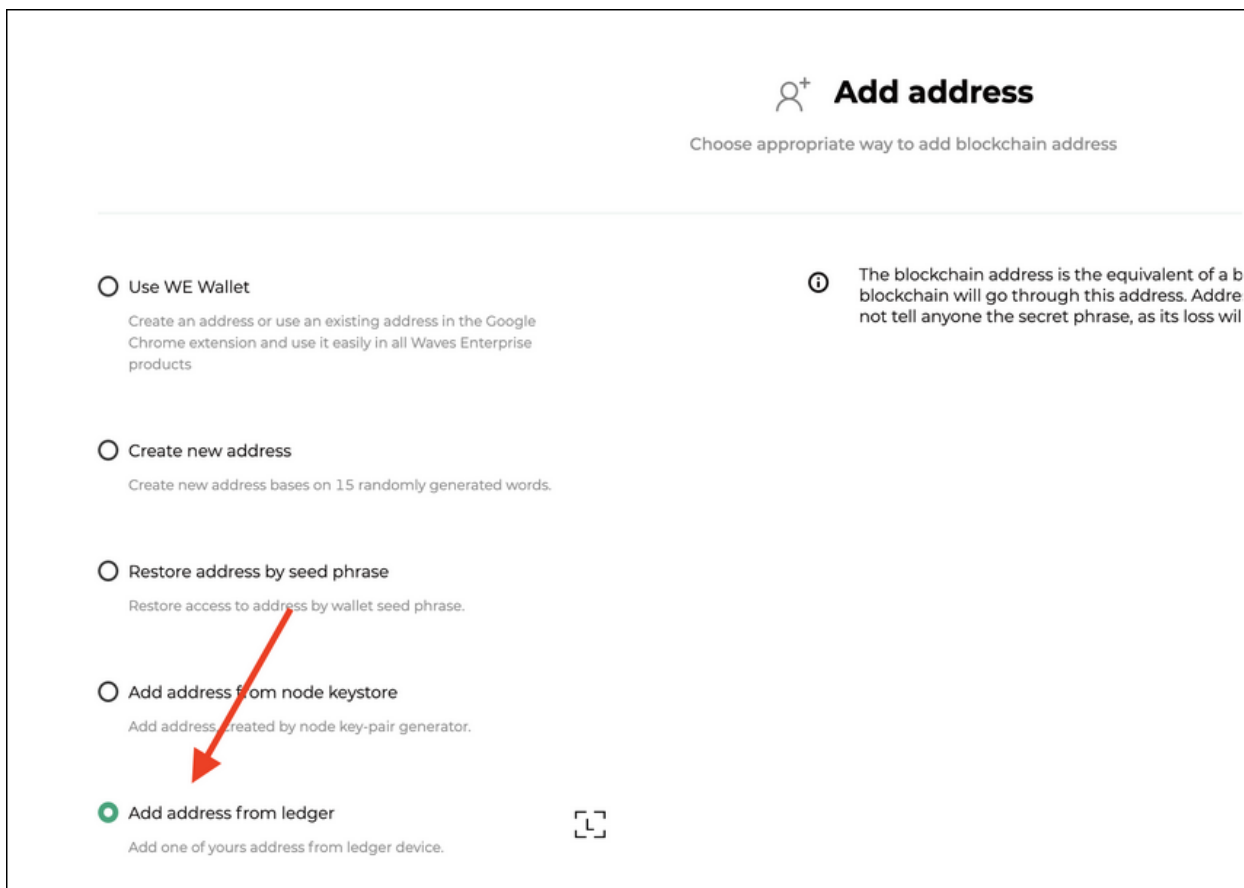 Add address
Choose appropriate way to add blockchain address
Use WE Wallet
Create an address or use an existing address in the Google
Chrome extension and use it easily in all Waves Enterprise
products
The blockchain address is the equivalent of a b
blockchain will go through this address. Addre
not tell anyone the secret phrase, as its loss wil
Create new address
Create new address bases on 15 randomly generated words.
Restore address by seed phrase
Restore access to address by wallet seed phrase.
Add address from node keystore
Add address, created by node key-pair generator.
Add address from ledger
Add one of yours address from ledger device.
L